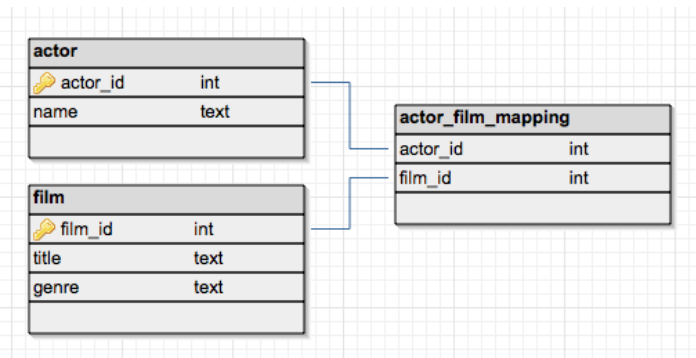 actor
actor_id int
name text
film
film_id int
title text
genre text
actor_film_mapping
actor_id int
film_id int